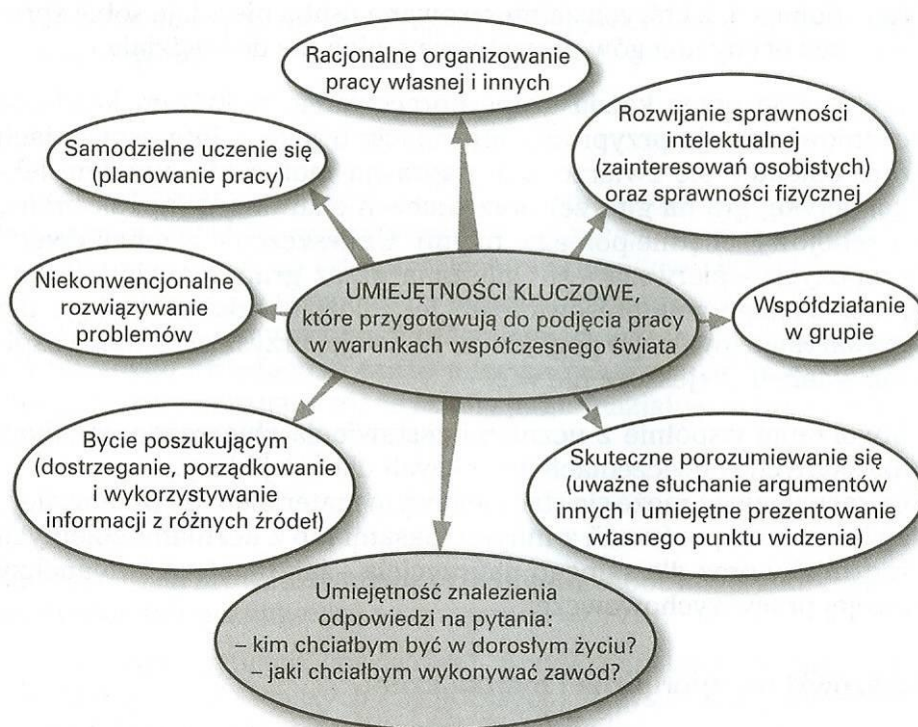 Racjonalne organizowanie
pracy własnej i innych
Rozwijanie sprawności
intelektualnej
(zainteresowań osobistych)
oraz sprawności fizycznej
Samodzielne uczenie się
(planowanie pracy)
Niekonwencjonalne
rozwiązywanie
problemów
UMIEJĘTNOŚCI KLUCZOWE,
które przygotowują do podjęcia pracy
w warunkach współczesnego świata
Współdziałanie
w grupie
Bycie poszukującym
(dostrzeganie, porządkowanie
i wykorzystywanie
informacji z różnych źródeł)
Skuteczne porozumiewanie się
(uważne słuchanie argumentów
innych i umiejętne prezentowanie
własnego punktu widzenia)
Umiejętność znalezienia
odpowiedzi na pytania:
– kim chciałbym być w dorosłym życiu?
– jaki chciałbym wykonywać zawód?